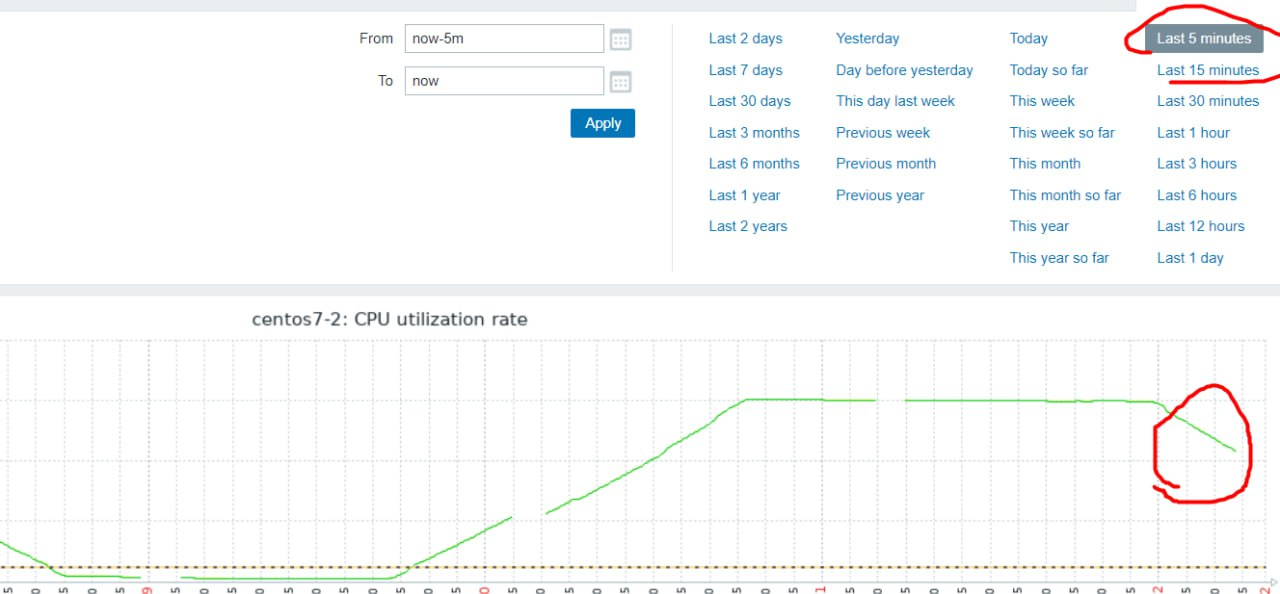 From now-5m
To now
Apply
Last 2 days Yesterday Today Last 5 minutes
Last 7 days Day before yesterday Today so far Last 15 minutes
Last 30 days This day last week This week Last 30 minutes
Last 3 months Previous week This week so far Last 1 hour
Last 6 months Previous month This month Last 3 hours
Last 1 year Previous year This month so far Last 6 hours
Last 2 years This year Last 12 hours
This year so far Last 1 day
centos7-2: CPU utilization rate